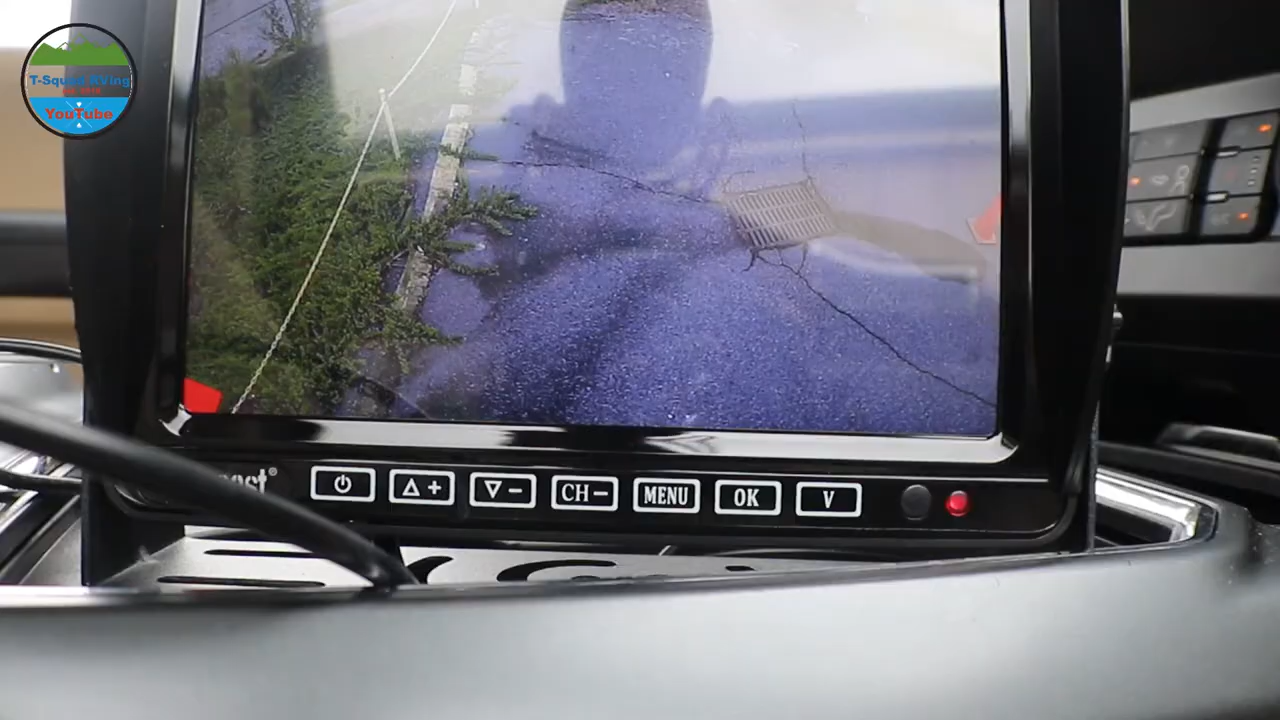 T-Squad RVing
YouTube
△ + ▽ - CH- MENU OK V